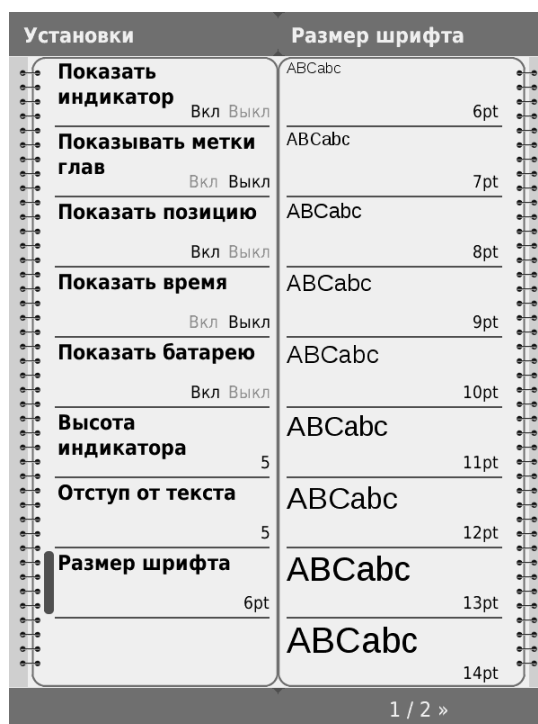 Установки
Показать
индикатор
Вкл Выкл
Показывать метки
глав
Вкл Выкл
Показать позицию
Вкл Выкл
Показать время
Вкл Выкл
Показать батарею
Вкл Выкл
Высота
индикатора
5
Отступ от текста
5
Размер шрифта
6pt
Размер шрифта
ABCabc
6pt
ABCabc
7pt
ABCabc
8pt
ABCabc
9pt
ABCabc
10pt
ABCabc
11pt
ABCabc
12pt
ABCabc
13pt
ABCabc
14pt
1 / 2 »